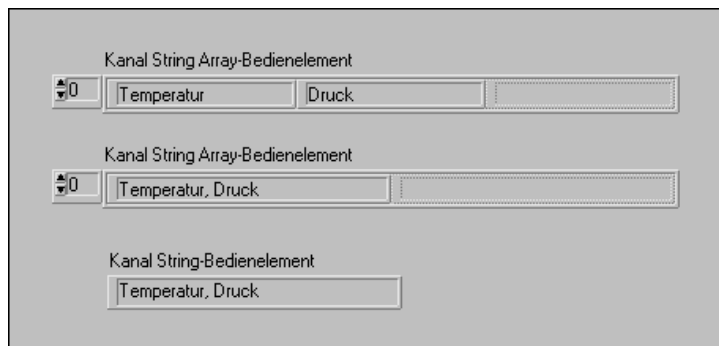 Kanal String Array-Bedienelement
0 Temperatur Druck
Kanal String Array-Bedienelement
0 Temperatur, Druck
Kanal String-Bedienelement
Temperatur, Druck